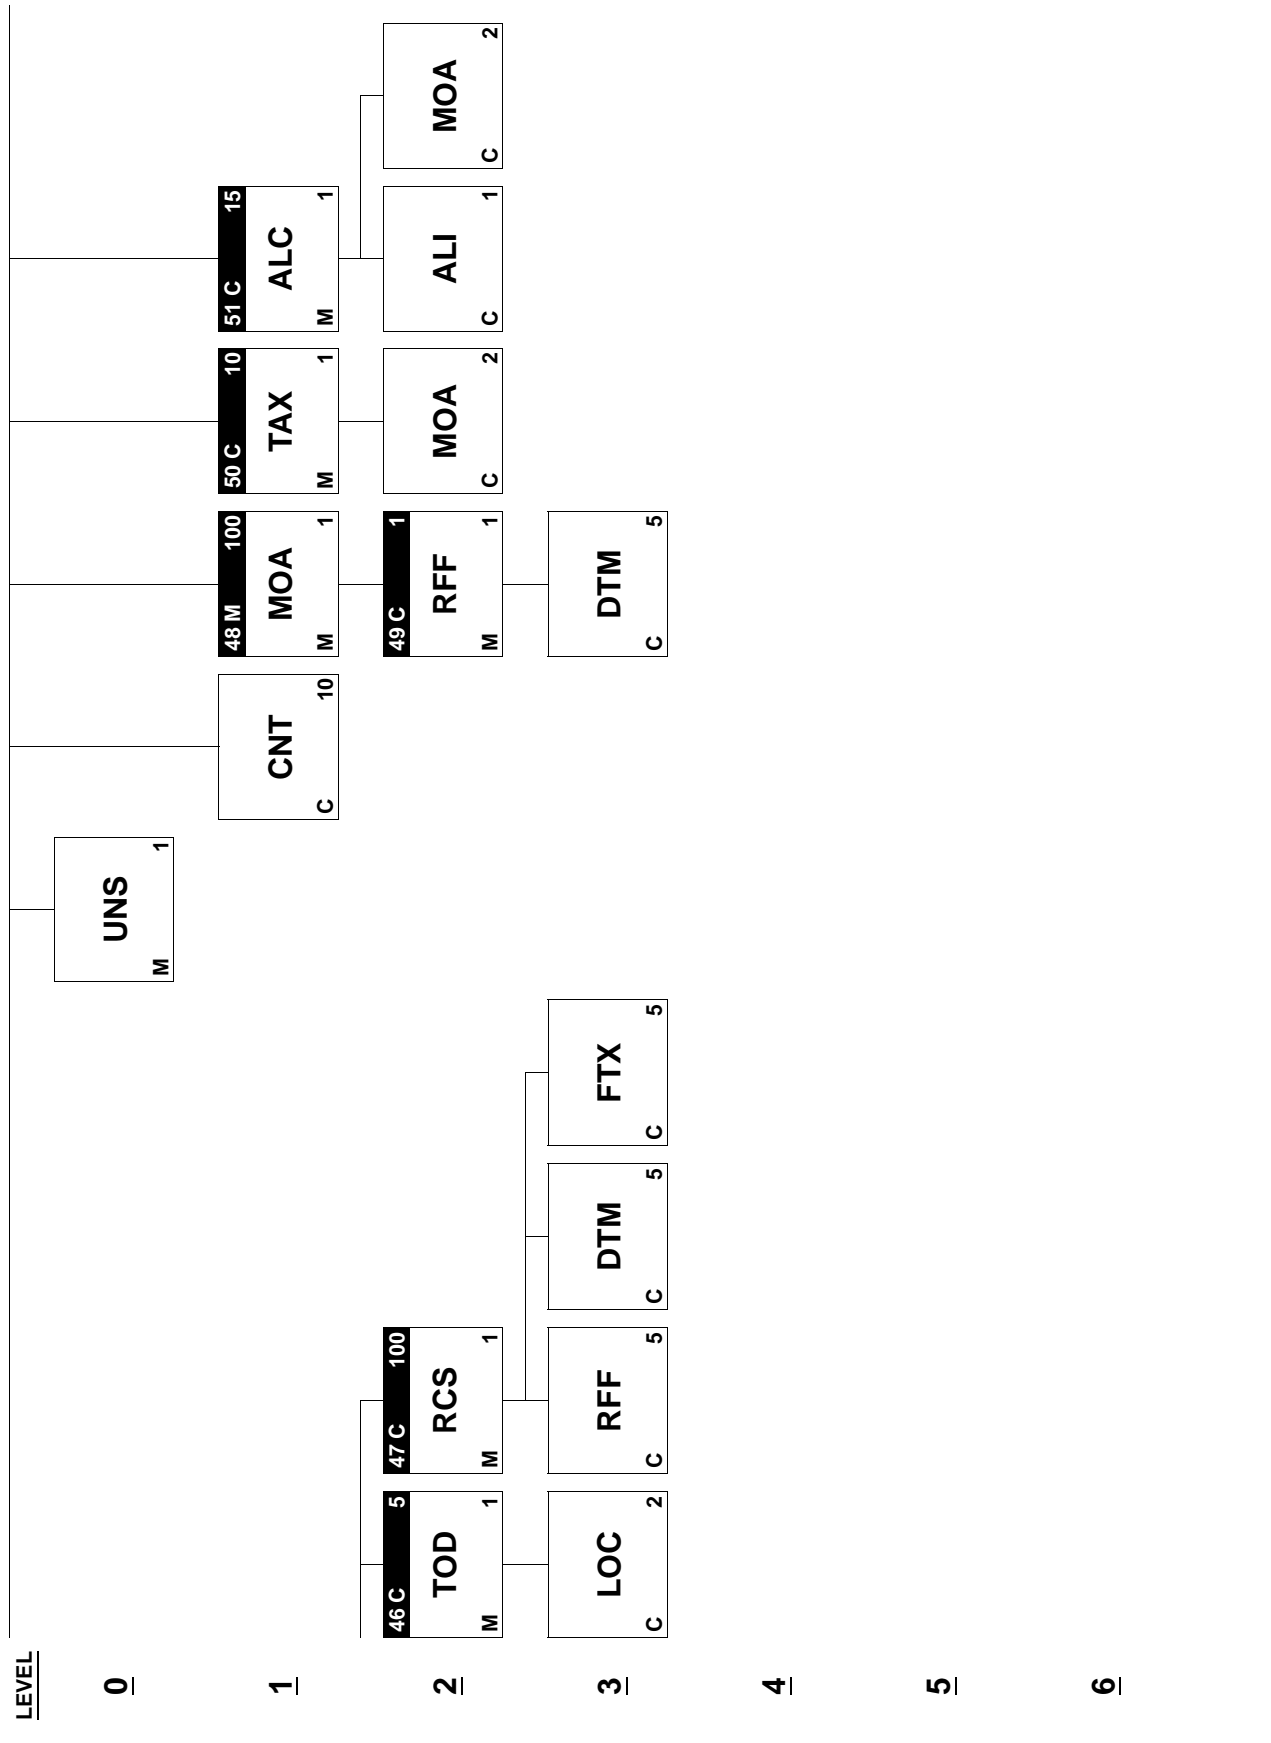 LEVEL
0
UNS
M 1
1
CNT
C 10
48 M 100
MOA
M 1
50 C 10
TAX
M 1
51 C 15
ALC
M 1
2
46 C 5
TOD
M 1
47 C 100
RCS
M 1
49 C 1
RFF
M 1
MOA
C 2
ALI
C 1
MOA
C 2
3
LOC
C 2
RFF
C 5
DTM
C 5
FTX
C 5
DTM
C 5
4
5
6